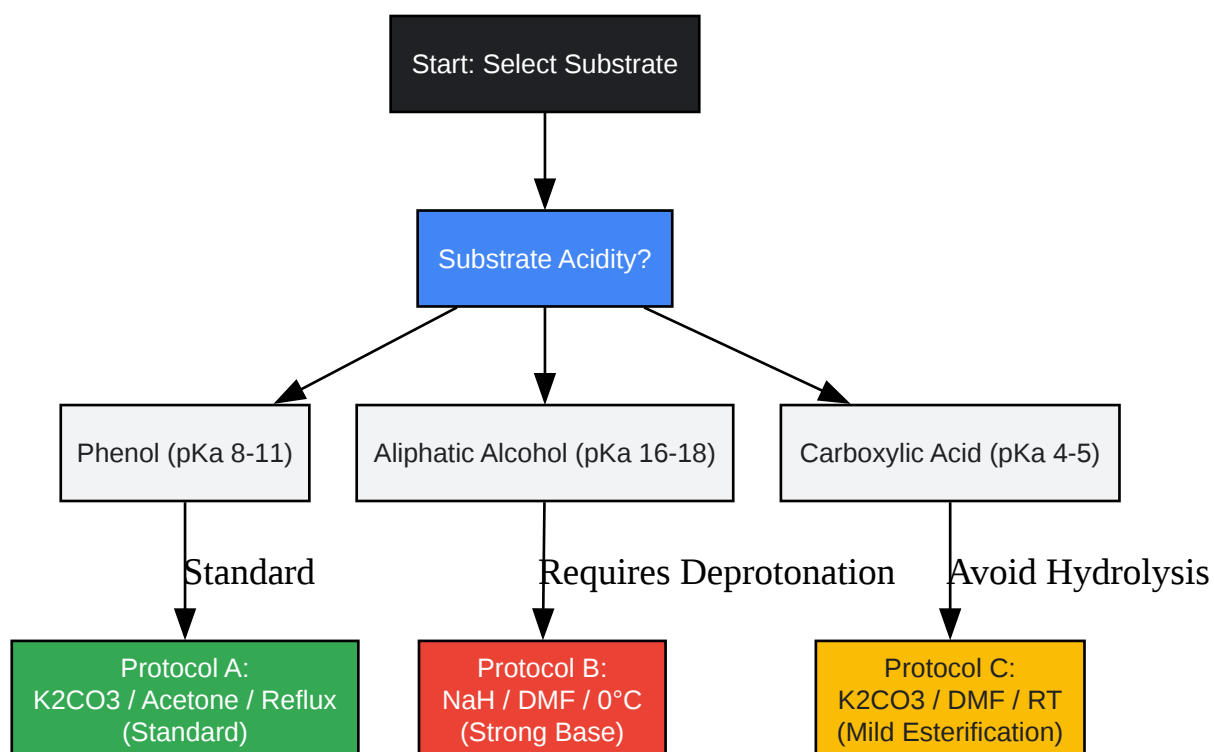 Start: Select Substrate
Substrate Acidity?
Phenol (pKa 8-11)
Aliphatic Alcohol (pKa 16-18)
Carboxylic Acid (pKa 4-5)
Standard
Requires Deprotonation
Avoid Hydrolysis
Protocol A:
K2CO3 / Acetone / Reflux
(Standard)
Protocol B:
NaH / DMF / 0°C
(Strong Base)
Protocol C:
K2CO3 / DMF / RT
(Mild Esterification)